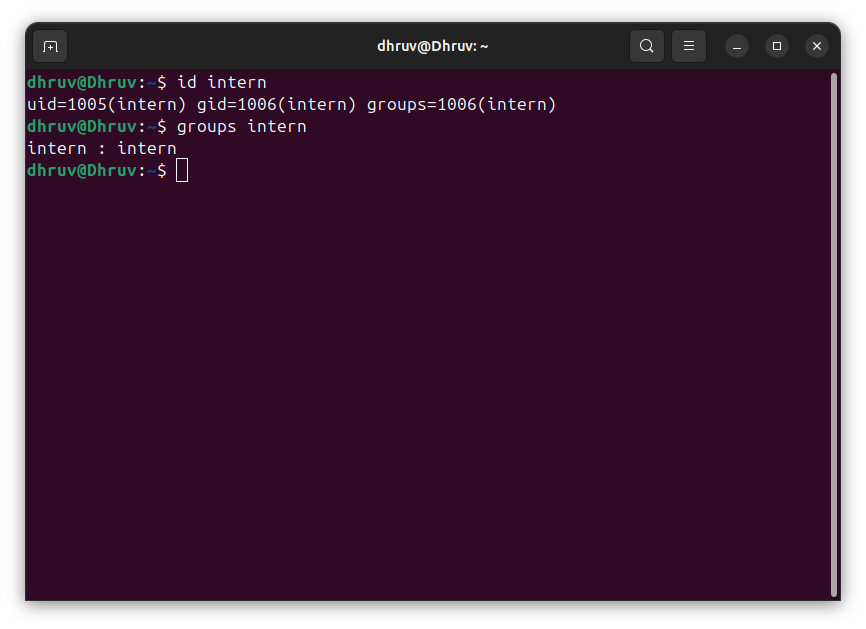 dhruv@Dhruv: ~
dhruv@Dhruv:~$ id intern
uid=1005(intern) gid=1006(intern) groups=1006(intern)
dhruv@Dhruv:~$ groups intern
intern : intern
dhruv@Dhruv:~$